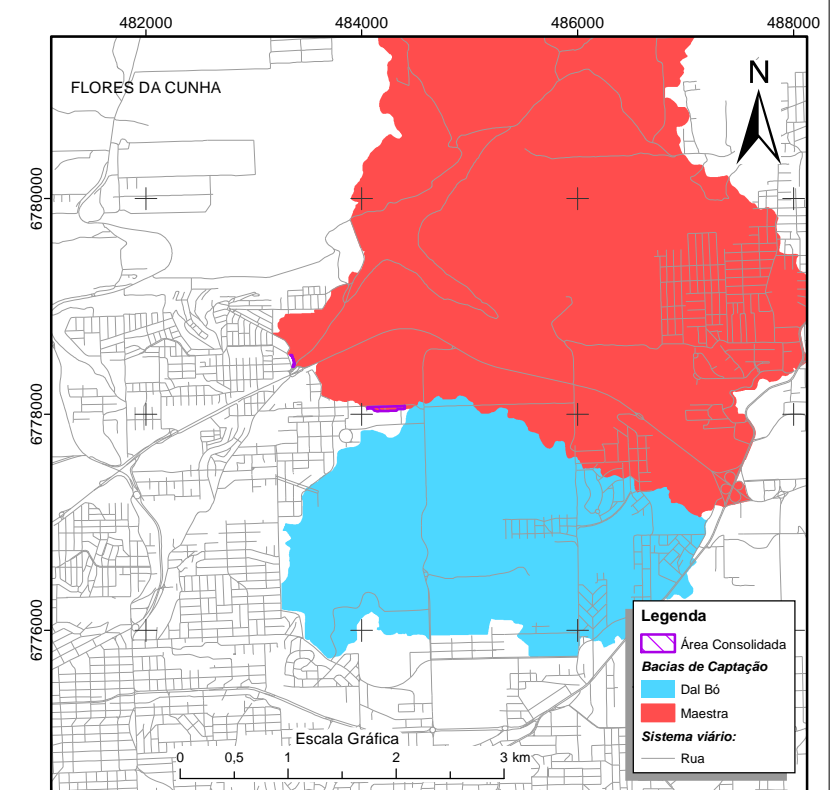 482000 484000 486000 488000
FLORES DA CUNHA
N
6780000
6778000
6776000
Legenda
Área Consolidada
Bacias de Captação
Dal Bó
Maestra
Sistema viário:
Rua
Escala Gráfica
0 0,5 1 2 3 km